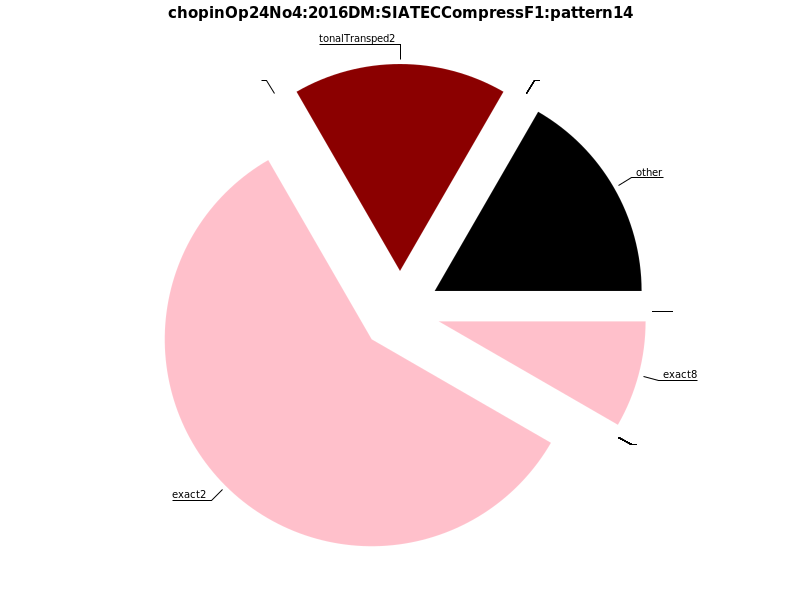 chopinOp24No4:2016DM:SIATECCompressF1:pattern14
tonalTransped2
other
exact8
exact2